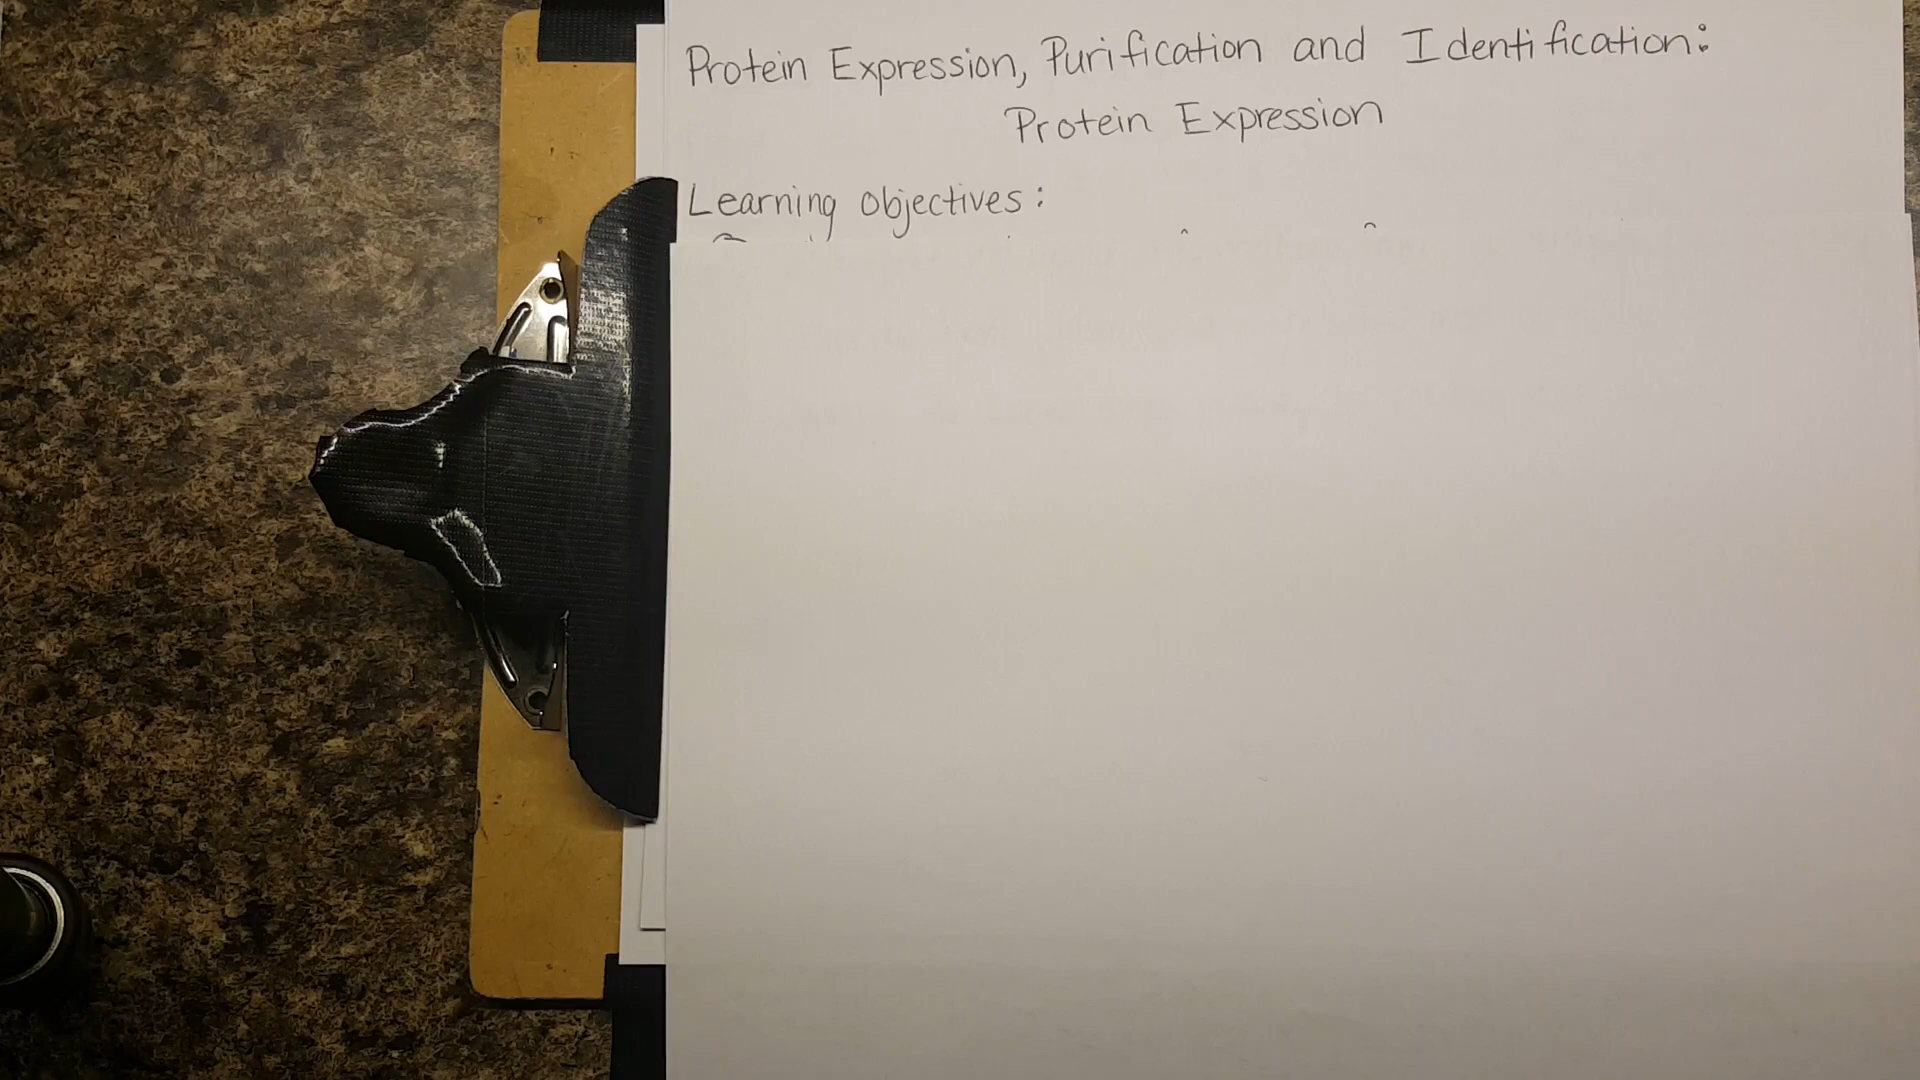 Protein Expression, Purification and Identification:
Protein Expression
Learning objectives: